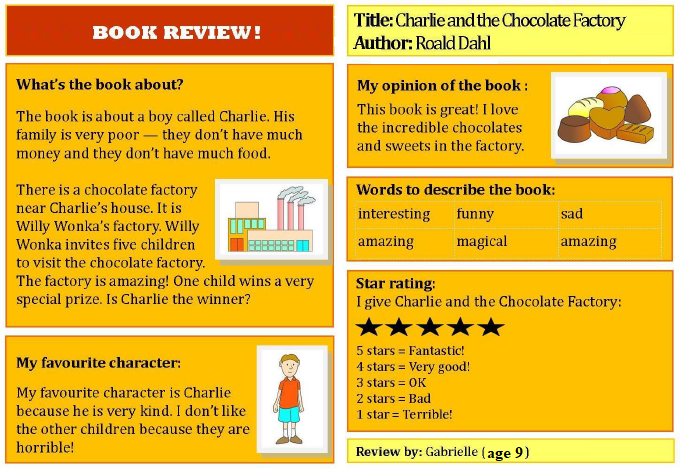 BOOK REVIEW!
What's the book about?
The book is about a boy called Charlie. His
family is very poor — they don't have much
money and they don't have much food.
There is a chocolate factory
near Charlie's house. It is
Willy Wonka's factory. Willy
Wonka invites five children
to visit the chocolate factory.
The factory is amazing! One child wins a very
special prize. Is Charlie the winner?
My favourite character:
My favourite character is Charlie
because he is very kind. I don't like
the other children because they are
horrible!
Title: Charlie and the Chocolate Factory
Author: Roald Dahl
My opinion of the book :
This book is great! I love
the incredible chocolates
and sweets in the factory.
Words to describe the book:
interesting funny sad
amazing magical amazing
Star rating:
I give Charlie and the Chocolate Factory:
5 stars = Fantastic!
4 stars = Very good!
3 stars = OK
2 stars = Bad
1 star = Terrible!
Review by: Gabrielle (age 9)